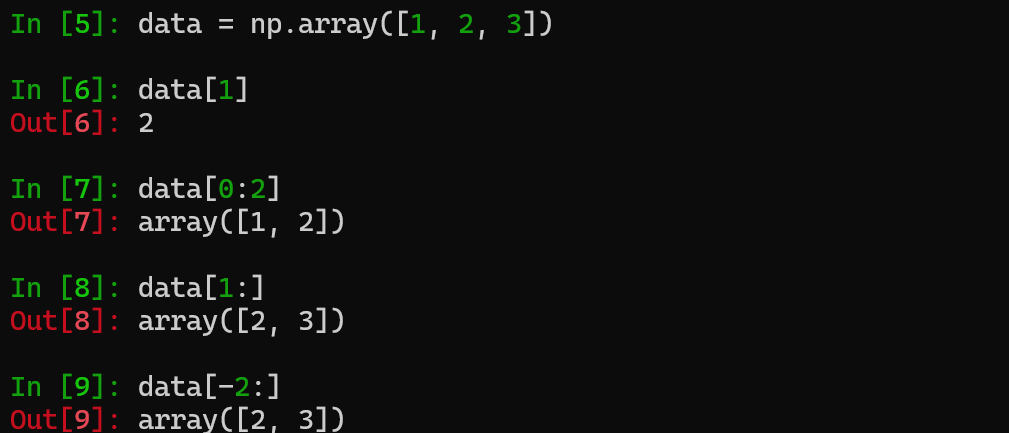 In [5]: data = np.array([1, 2, 3])
In [6]: data[1]
Out[6]: 2
In [7]: data[0:2]
Out[7]: array([1, 2])
In [8]: data[1:]
Out[8]: array([2, 3])
In [9]: data[-2:]
Out[9]: array([2, 3])